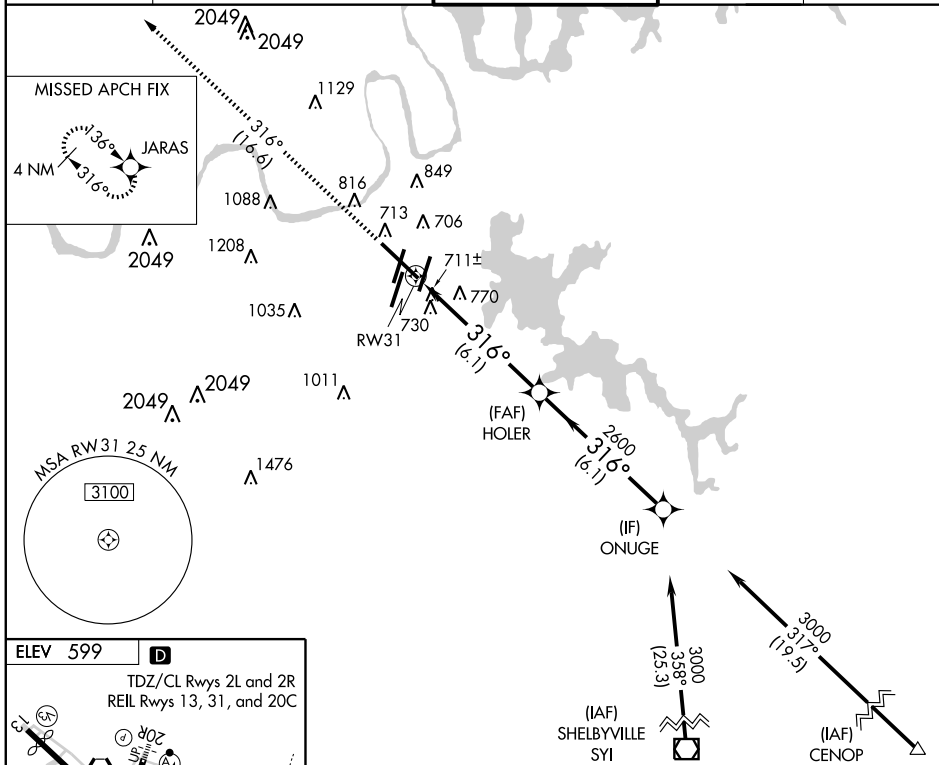 2049
2049
1129
MISSED APCH FIX
136°
JARAS
4 NM
316°
316°
(16.6)
849
816
1088
713
706
2049
1208
711±
770
1035
730
RW31
316°
(6.1)
1011
2049
2049
(FAF)
HOLER
2600
316°
(6.1)
MSA RW31 25 NM
3100
1476
(IF)
ONUGE
3000
317°
(19.5)
3000
358°
(25.3)
ELEV 599
D
TDZ/CL Rwys 2L and 2R
REIL Rwys 13, 31, and 20C
(IAF)
SHELBYVILLE
SYI
(IAF)
CENOP
13
V3
P
20R
UP